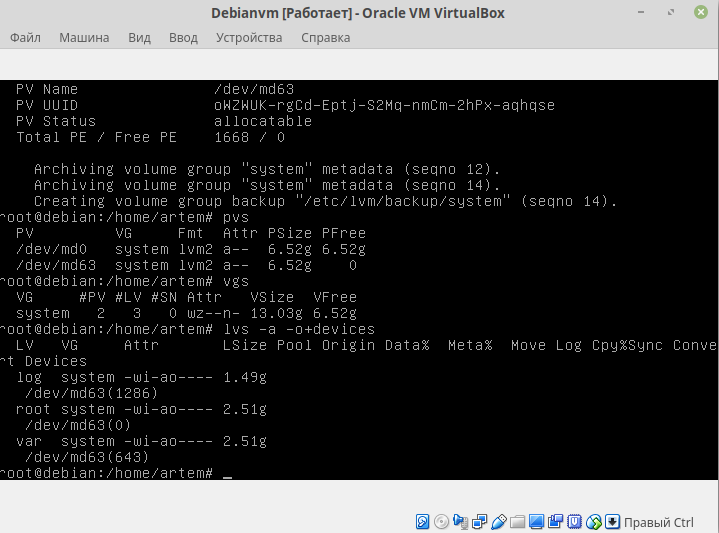 Debianvm [Работает] - Oracle VM VirtualBox
Файл Машина Вид Ввод Устройства Справка
PV Name /dev/md63
PV UUID oWZWUK-rgCd-Eptj-S2Mq-nmCm-2hPx-aqhqse
PV Status allocatable
Total PE / Free PE 1668 / 0
Archiving volume group "system" metadata (seqno 12).
Archiving volume group "system" metadata (seqno 14).
Creating volume group backup "/etc/lvm/backup/system" (seqno 14).
root@debian:/home/artem# pvs
PV VG Fmt Attr PSize PFree
/dev/md0 system lvm2 a-- 6.52g 6.52g
/dev/md63 system lvm2 a-- 6.52g 0
root@debian:/home/artem# vgs
VG #PV #LV #SN Attr VSize VFree
system 2 3 0 wz--n- 13.03g 6.52g
root@debian:/home/artem# lvs -a -o+devices
LV VG Attr LSize Pool Origin Data% Meta% Move Log Cpy%Sync Conve
rt Devices
log system -wi-ao---- 1.49g
/dev/md63(1286)
root system -wi-ao---- 2.51g
/dev/md63(0)
var system -wi-ao---- 2.51g
/dev/md63(643)
root@debian:/home/artem# _
Правый Ctrl